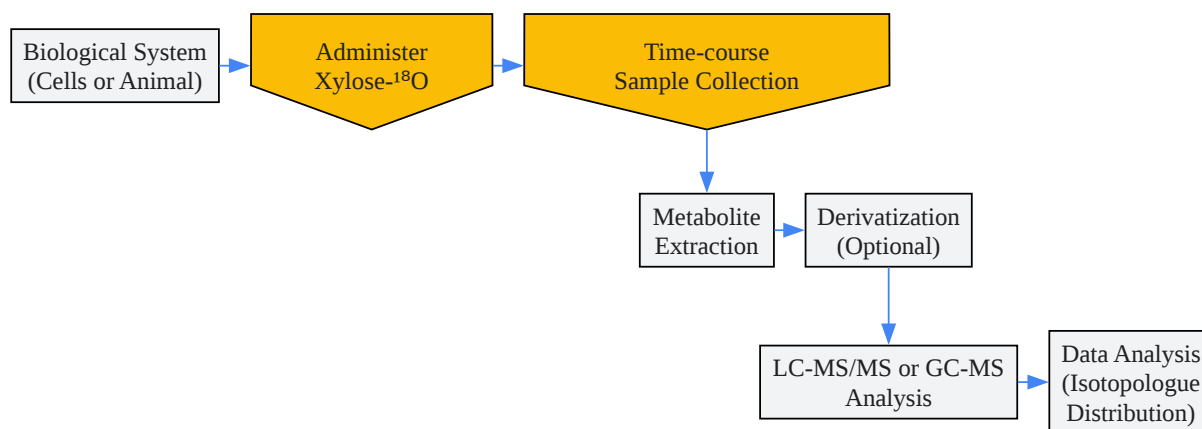 Biological System
(Cells or Animal)
Administer
Xylose-¹⁸O
Time-course
Sample Collection
Metabolite
Extraction
Derivatization
(Optional)
LC-MS/MS or GC-MS
Analysis
Data Analysis
(Isotopologue
Distribution)